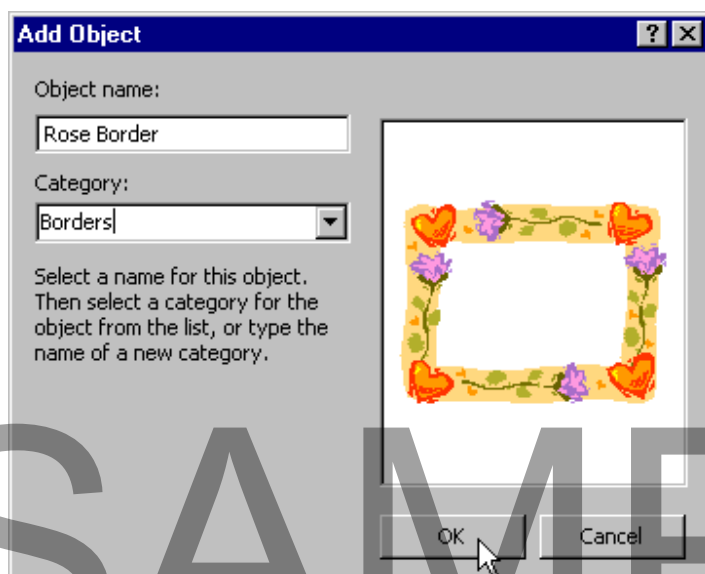 Add Object
Object name:
Rose Border
Category:
Borders
Select a name for this object.
Then select a category for the
object from the list, or type the
name of a new category.
OK
Cancel